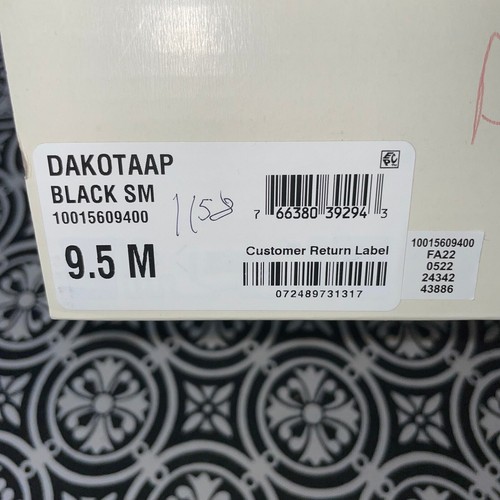 DAKOTAAP
BLACK SM
10015609400
1158
9.5 M
7 66380 39294 3
Customer Return Label
072489731317
10015609400
FA22
0522
24342
43886